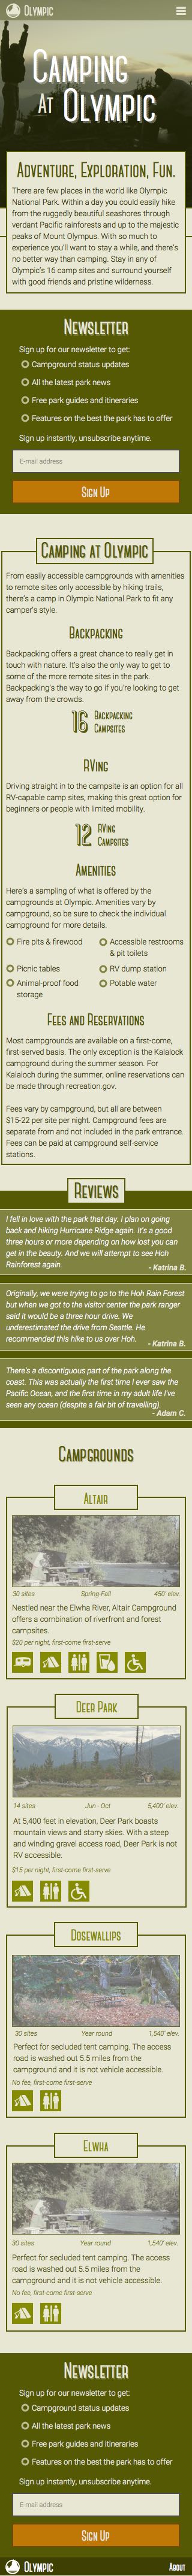 Olympic
Camping
At Olympic
Adventure, Exploration, Fun.
There are few places in the world like Olympic
National Park. Within a day you could easily hike
from the ruggedly beautiful seashores through
verdant Pacific rainforests and up to the majestic
peaks of Mount Olympus. With so much to
experience you'll want to stay a while, and there's
no better way than camping. Stay in any of
Olympic's 16 camp sites and surround yourself
with good friends and pristine wilderness.
Newsletter
Sign up for our newsletter to get:
Campground status updates
All the latest park news
Free park guides and itineraries
Features on the best the park has to offer
Sign up instantly, unsubscribe anytime.
E-mail address
Sign Up
Camping at Olympic
From easily accessible campgrounds with amenities
to remote sites only accessible by hiking trails,
there's a camp in Olympic National Park to fit any
camper's style.
Backpacking
Backpacking offers a great chance to really get in
touch with nature. It's also the only way to get to
some of the more remote sites in the park.
Backpacking's the way to go if you're looking to get
away from the crowds.
16 Backpacking
Campsites
RVing
Driving straight in to the campsite is an option for all
RV-capable camp sites, making this great option for
beginners or people with limited mobility.
12 RVing
Campsites
Amenities
Here's a sampling of what is offered by the
campgrounds at Olympic. Amenities vary by
campground, so be sure to check the individual
campground for more details.
Fire pits & firewood
Accessible restrooms
& pit toilets
Picnic tables
RV dump station
Animal-proof food
storage
Potable water
Fees and Reservations
Most campgrounds are available on a first-come,
first-served basis. The only exception is the Kalalock
campground during the summer season. For
Kalaloch during the summer, online reservations can
be made through recreation.gov.
Fees vary by campground, but all are between
$15-22 per site per night. Campground fees are
separate from and not included in the park entrance.
Fees can be paid at campground self-service
stations.
Reviews
I fell in love with the park that day. I plan on going
back and hiking Hurricane Ridge again. It's a good
three hours or more depending on how lost you can
get in the beauty. And we will attempt to see Hoh
Rainforest again.
- Katrina B.
Originally, we were trying to go to the Hoh Rain Forest
but when we got to the visitor center the park ranger
said it would be a three hour drive. We
underestimated the drive from Seattle. He
recommended this hike to us over Hoh.
- Katrina B.
There's a discontiguous part of the park along the
coast. This was actually the first time I ever saw the
Pacific Ocean, and the first time in my adult life I've
seen any ocean (despite a fair bit of travelling).
- Adam C.
Campgrounds
Altair
30 sites Spring-Fall 450' elev.
Nestled near the Elwha River, Altair Campground
offers a combination of riverfront and forest
campsites.
$20 per night, first-come first-serve
Deer Park
14 sites Jun - Oct 5,400' elev.
At 5,400 feet in elevation, Deer Park boasts
mountain views and starry skies. With a steep
and winding gravel access road, Deer Park is not
RV accessible.
$15 per night, first-come first-serve
Dosewallips
30 sites Year round 1,540' elev.
Perfect for secluded tent camping. The access
road is washed out 5.5 miles from the
campground and it is not vehicle accessible.
No fee, first-come first-serve
Elwha
30 sites Year round 1,540' elev.
Perfect for secluded tent camping. The access
road is washed out 5.5 miles from the
campground and it is not vehicle accessible.
No fee, first-come first-serve
Newsletter
Sign up for our newsletter to get:
Campground status updates
All the latest park news
Free park guides and itineraries
Features on the best the park has to offer
Sign up instantly, unsubscribe anytime.
E-mail address
Sign Up
Olympic
About